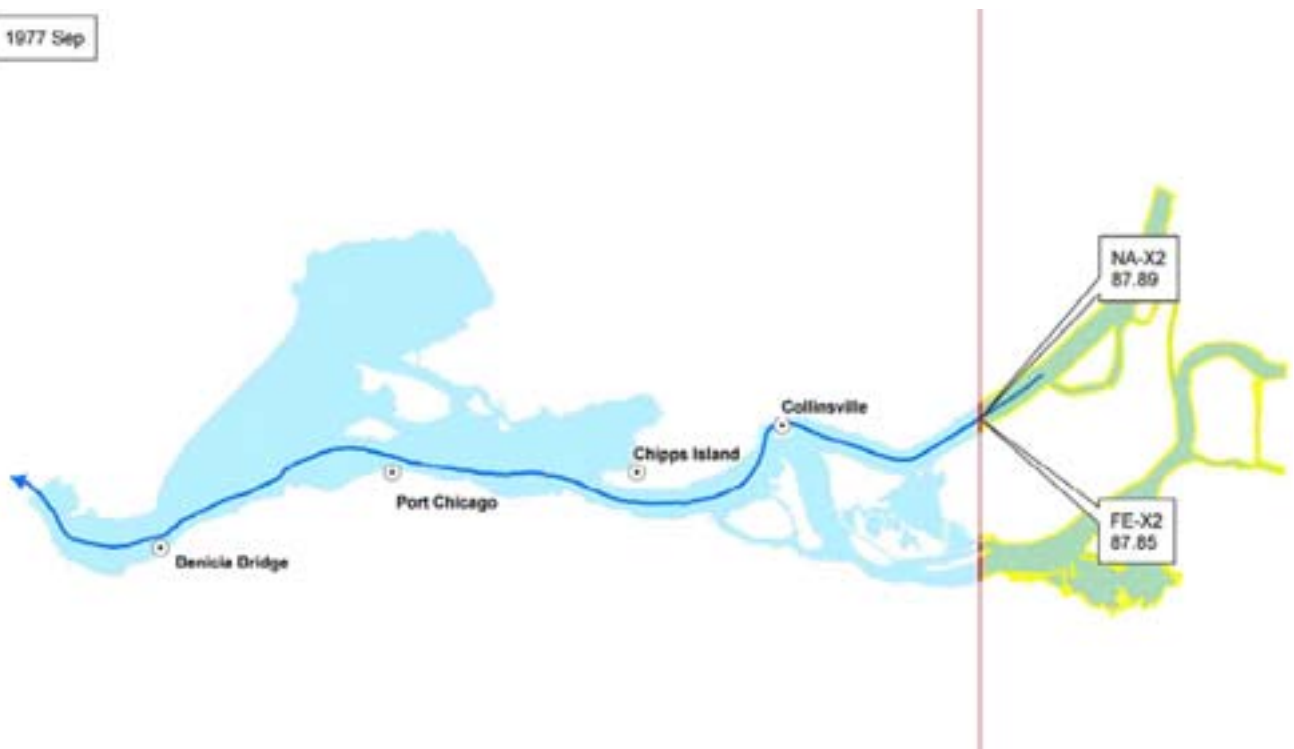 1977 Sep
NA-X2
87.89
Collinsville
Chipps Island
Port Chicago
FE-X2
87.85
Benicia Bridge